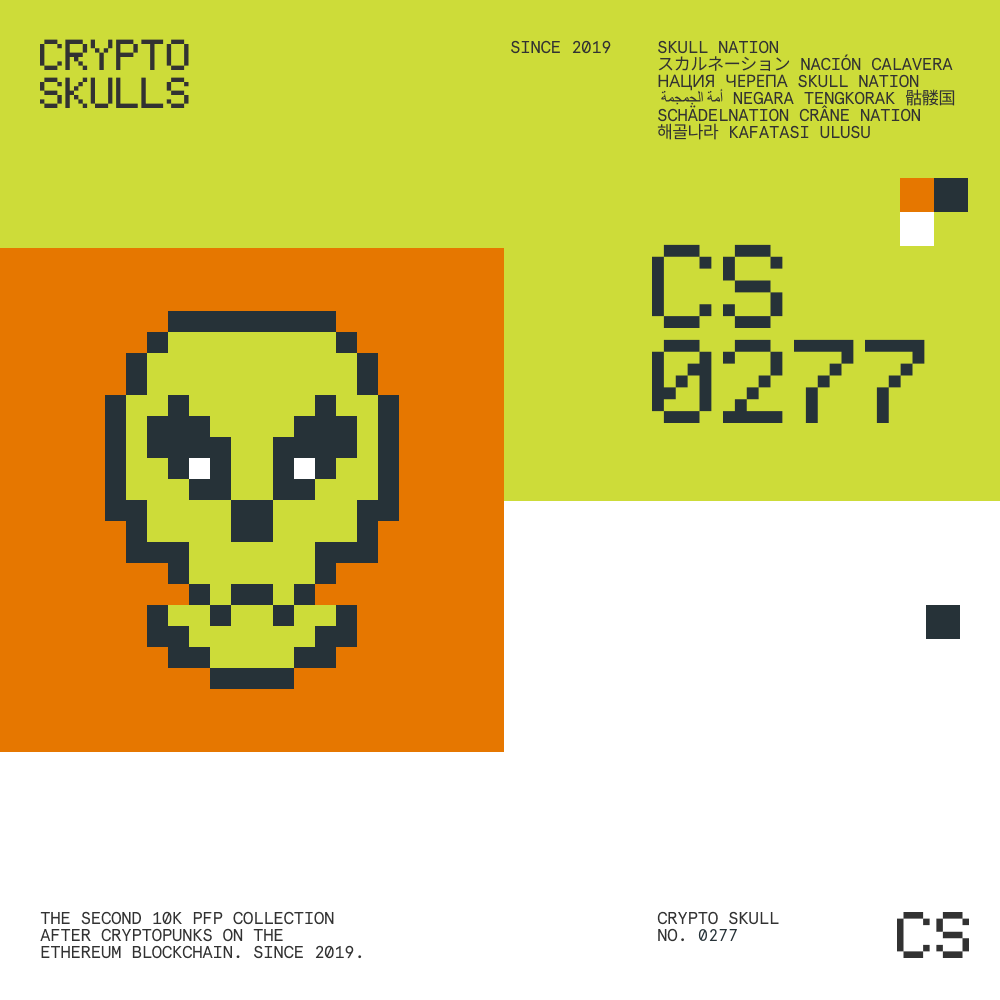 CRYPTO
SKULLS
SINCE 2019
SKULL NATION
スカルネーション NACIÓN CALAVERA
НАЦИЯ ЧЕРЕПА SKULL NATION
أمة الجمجمة NEGARA TENGKORAK 骷髅国
SCHÄDELNATION CRÂNE NATION
해골나라 KAFATASI ULUSU
CS
0277
THE SECOND 10K PFP COLLECTION
AFTER CRYPTOPUNKS ON THE
ETHEREUM BLOCKCHAIN. SINCE 2019.
CRYPTO SKULL
NO. 0277
CS